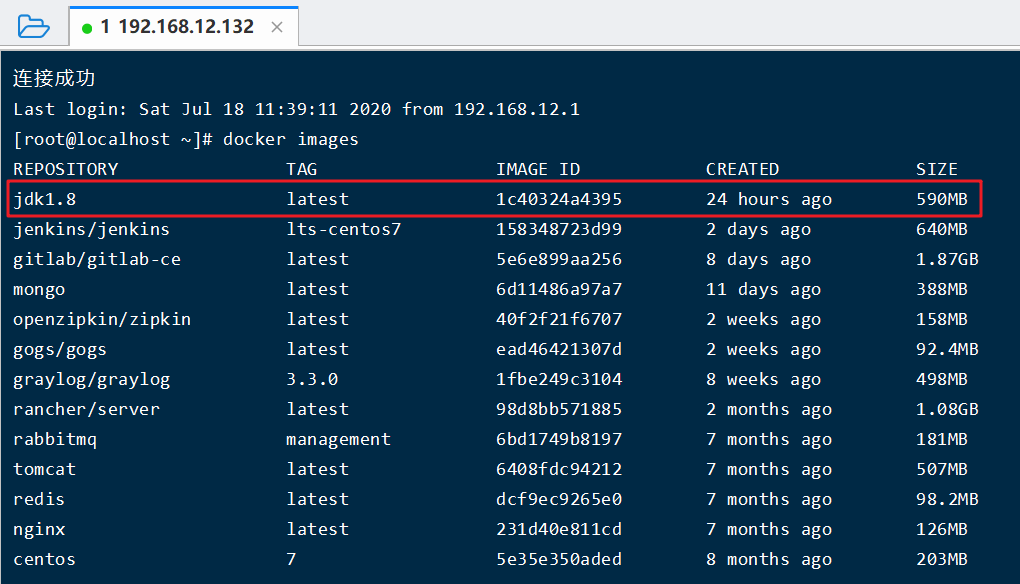 1 192.168.12.132
连接成功
Last login: Sat Jul 18 11:39:11 2020 from 192.168.12.1
[root@localhost ~]# docker images
REPOSITORY TAG IMAGE ID CREATED SIZE
jdk1.8 latest 1c40324a4395 24 hours ago 590MB
jenkins/jenkins lts-centos7 158348723d99 2 days ago 640MB
gitlab/gitlab-ce latest 5e6e899aa256 8 days ago 1.87GB
mongo latest 6d11486a97a7 11 days ago 388MB
openzipkin/zipkin latest 40f2f21f6707 2 weeks ago 158MB
gogs/gogs latest ead46421307d 2 weeks ago 92.4MB
graylog/graylog 3.3.0 1fbe249c3104 8 weeks ago 498MB
rancher/server latest 98d8bb571885 2 months ago 1.08GB
rabbitmq management 6bd1749b8197 7 months ago 181MB
tomcat latest 6408fdc94212 7 months ago 507MB
redis latest dcf9ec9265e0 7 months ago 98.2MB
nginx latest 231d40e811cd 7 months ago 126MB
centos 7 5e35e350aded 8 months ago 203MB